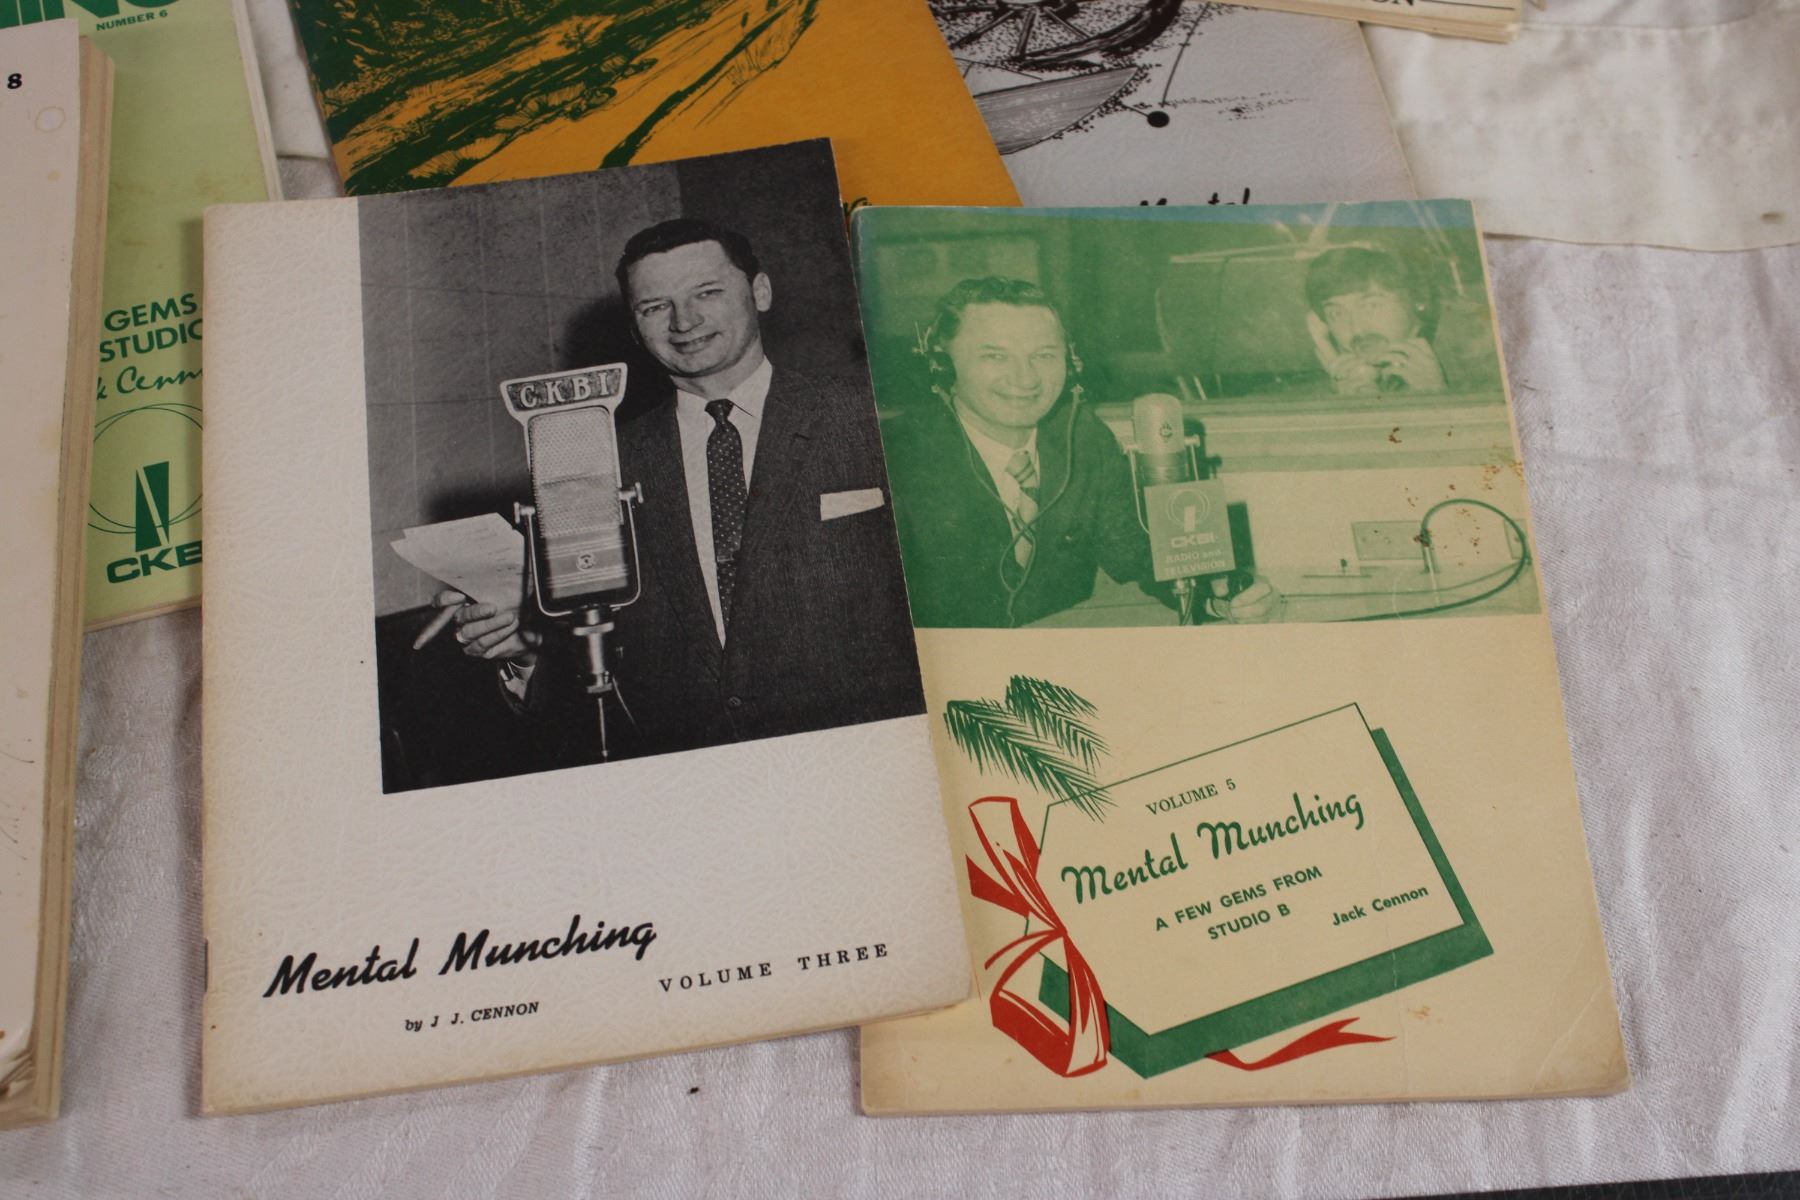 NUMBER 6
8
GEMS
STUDIO
CKB
Mental
CKBI
Mental Munching
by J J. CENNON
VOLUME THREE
CKBI
RADIO and
TELEVISION
VOLUME 5
Mental Munching
A FEW GEMS FROM
STUDIO B
Jack Cennon